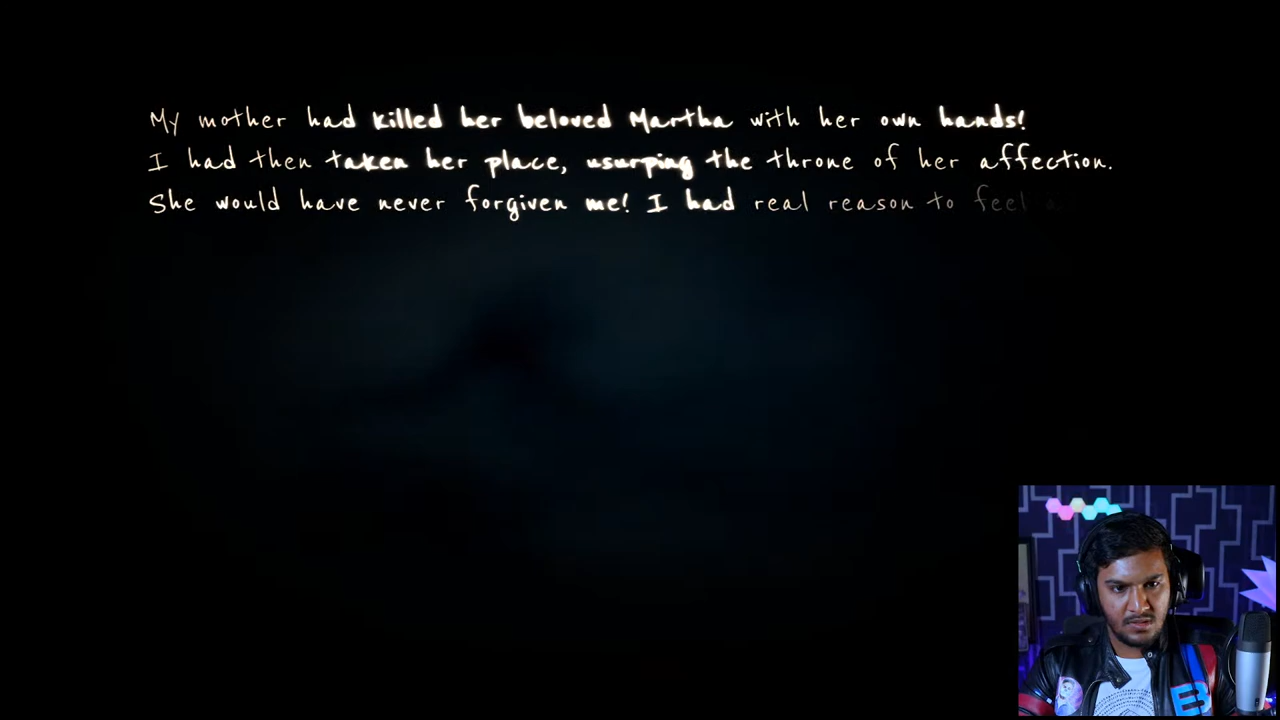 My mother had killed her beloved Martha with her own hands!
I had then taken her place, usurping the throne of her affection.
She would have never forgiven me! I had real reason to feel